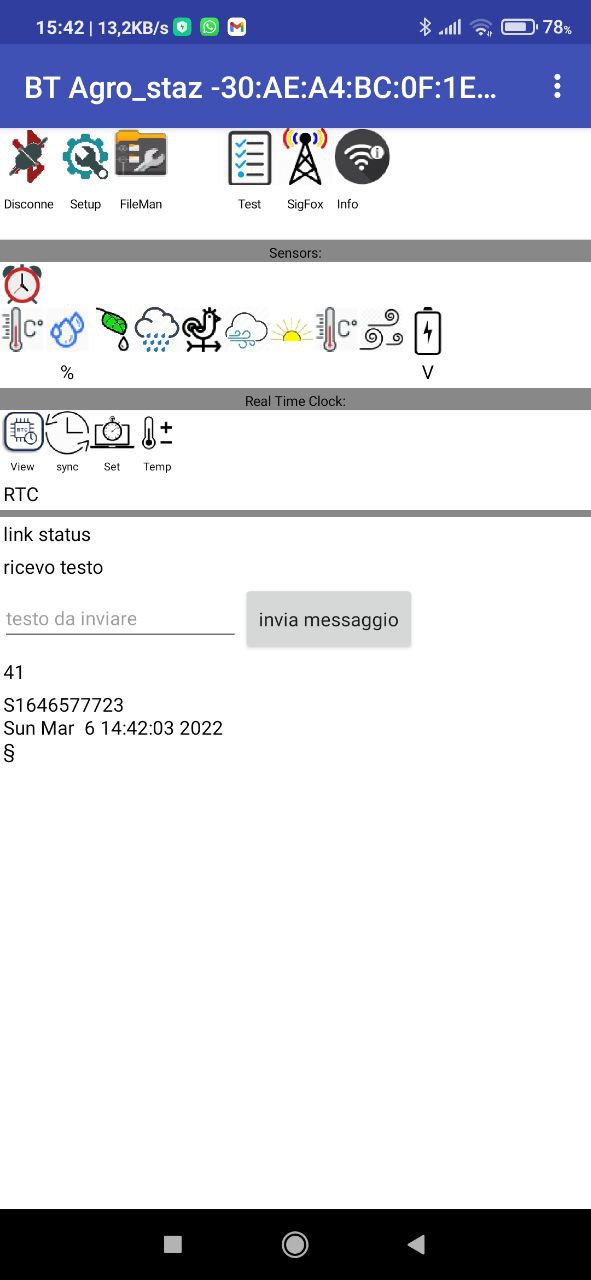 15:42 | 13,2KB/s 78%
BT Agro_staz -30:AE:A4:BC:0F:1E...
Disconne Setup FileMan Test SigFox Info
Sensors:
C° C°
% V
Real Time Clock:
RTC
View sync Set Temp
RTC
link status
ricevo testo
testo da inviare invia messaggio
41
S1646577723
Sun Mar  6 14:42:03 2022
§